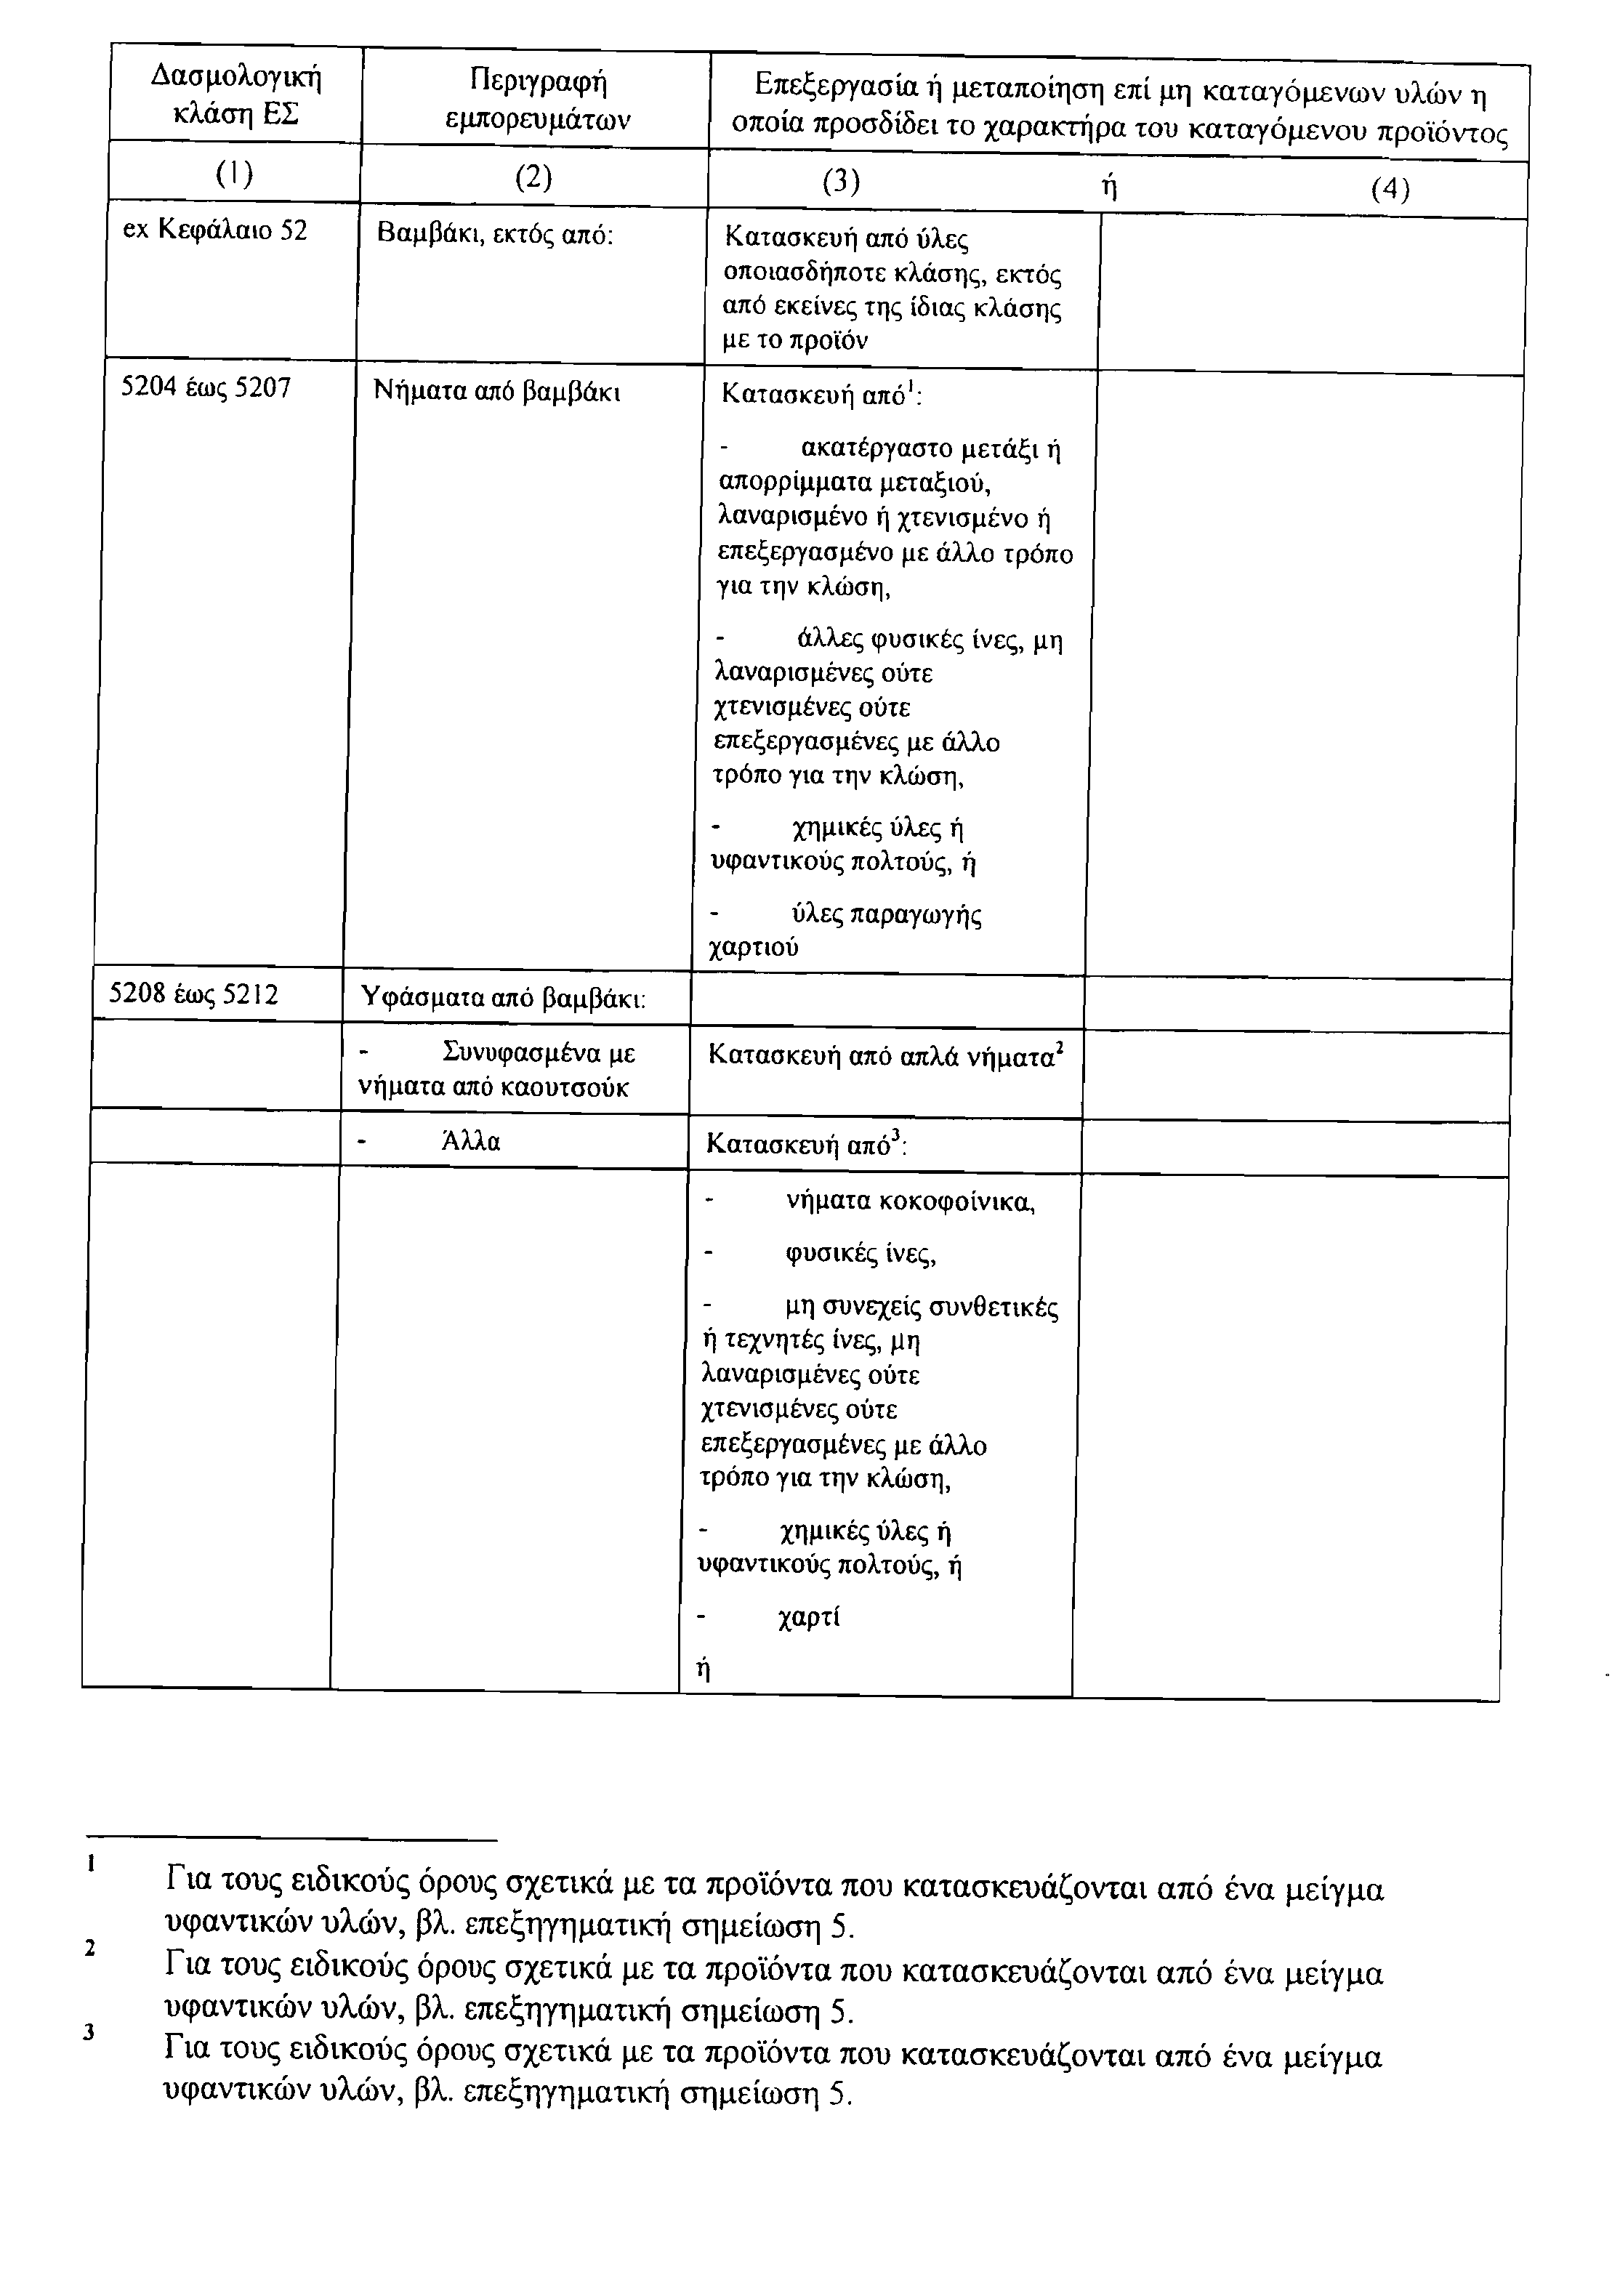 Δασμολογική
κλάση ΕΣ
Περιγραφή
εμπορευμάτων
Επεξεργασία ή μεταποίηση επί μη καταγόμενων υλών η
οποία προσδίδει το χαρακτήρα του καταγόμενου προϊόντος
(1)
(2)
(3) ή (4)
ex Κεφάλαιο 52
Βαμβάκι, εκτός από:
Κατασκευή από ύλες
οποιασδήποτε κλάσης, εκτός
από εκείνες της ίδιας κλάσης
με το προϊόν
5204 έως 5207
Νήματα από βαμβάκι
Κατασκευή από¹:
- ακατέργαστο μετάξι ή
απορρίμματα μεταξιού,
λαναρισμένο ή χτενισμένο ή
επεξεργασμένο με άλλο τρόπο
για την κλώση,
- άλλες φυσικές ίνες, μη
λαναρισμένες ούτε
χτενισμένες ούτε
επεξεργασμένες με άλλο
τρόπο για την κλώση,
- χημικές ύλες ή
υφαντικούς πολτούς, ή
- ύλες παραγωγής
χαρτιού
5208 έως 5212
Υφάσματα από βαμβάκι:
- Συνυφασμένα με
νήματα από καουτσούκ
Κατασκευή από απλά νήματα²
- Άλλα
Κατασκευή από³:
- νήματα κοκοφοίνικα,
- φυσικές ίνες,
- μη συνεχείς συνθετικές
ή τεχνητές ίνες, μη
λαναρισμένες ούτε
χτενισμένες ούτε
επεξεργασμένες με άλλο
τρόπο για την κλώση,
- χημικές ύλες ή
υφαντικούς πολτούς, ή
- χαρτί
ή
1 Για τους ειδικούς όρους σχετικά με τα προϊόντα που κατασκευάζονται από ένα μείγμα
υφαντικών υλών, βλ. επεξηγηματική σημείωση 5.
2 Για τους ειδικούς όρους σχετικά με τα προϊόντα που κατασκευάζονται από ένα μείγμα
υφαντικών υλών, βλ. επεξηγηματική σημείωση 5.
3 Για τους ειδικούς όρους σχετικά με τα προϊόντα που κατασκευάζονται από ένα μείγμα
υφαντικών υλών, βλ. επεξηγηματική σημείωση 5.